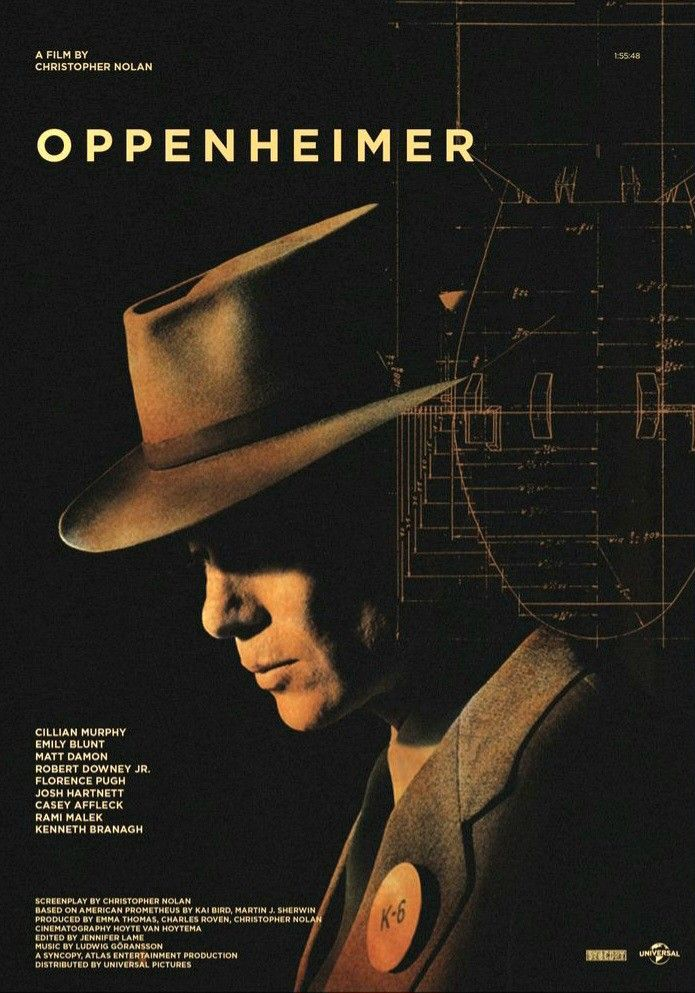 A FILM BY
CHRISTOPHER NOLAN
1:55:48
OPPENHEIMER
CILLIAN MURPHY
EMILY BLUNT
MATT DAMON
ROBERT DOWNEY JR.
FLORENCE PUGH
JOSH HARTNETT
CASEY AFFLECK
RAMI MALEK
KENNETH BRANAGH
K-6
SCREENPLAY BY CHRISTOPHER NOLAN
BASED ON AMERICAN PROMETHEUS BY KAI BIRD, MARTIN J. SHERWIN
PRODUCED BY EMMA THOMAS, CHARLES ROVEN, CHRISTOPHER NOLAN
CINEMATOGRAPHY HOYTE VAN HOYTEMA
EDITED BY JENNIFER LAME
MUSIC BY LUDWIG GÖRANSSON
A SYNCOPY, ATLAS ENTERTAINMENT PRODUCTION
DISTRIBUTED BY UNIVERSAL PICTURES
SYNCOPY
UNIVERSAL